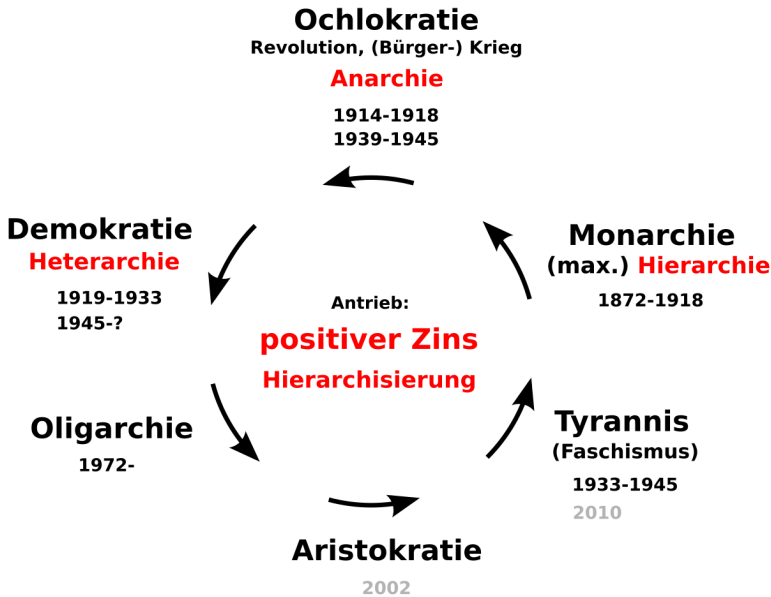 Ochlokratie
Revolution, (Bürger-) Krieg
Anarchie
1914-1918
1939-1945
Demokratie
Heterarchie
1919-1933
1945-?
Monarchie
(max.) Hierarchie
1872-1918
Antrieb:
positiver Zins
Hierarchisierung
Oligarchie
1972-
Tyrannis
(Faschismus)
1933-1945
2010
Aristokratie
2002